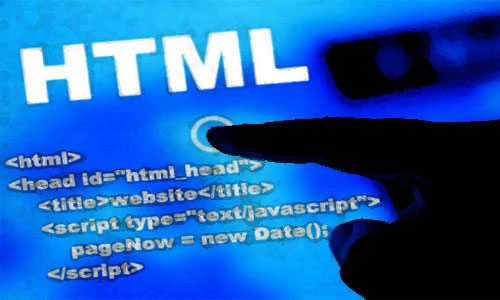 HTML
<html>
<head id="html_head">
<title>website</title>
<script type="text/javascript">
pageNow = new Date();
</script>